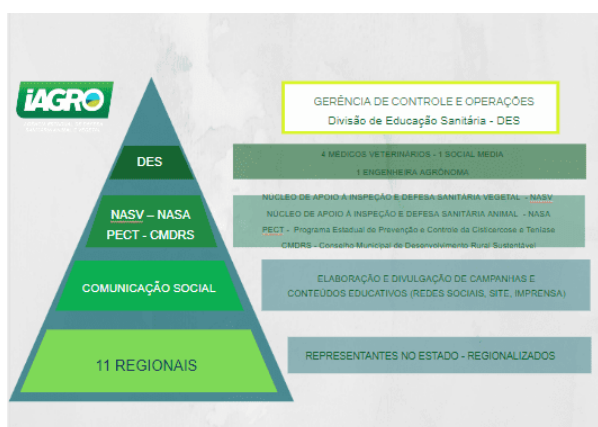 iAGRO
GERÊNCIA DE CONTROLE E OPERAÇÕES
Divisão de Educação Sanitária - DES
DES
4 MÉDICOS VETERINÁRIOS - 1 SOCIAL MEDIA
1 ENGENHEIRA AGRÔNOMA
NASV – NASA
PECT - CMDRS
NÚCLEO DE APOIO À INSPEÇÃO E DEFESA SANITÁRIA VEGETAL - NASV
NÚCLEO DE APOIO À INSPEÇÃO E DEFESA SANITÁRIA ANIMAL - NASA
PECT - Programa Estadual de Prevenção e Controle da Cisticercose e Teníase
CMDRS - Conselho Municipal de Desenvolvimento Rural Sustentável
COMUNICAÇÃO SOCIAL
ELABORAÇÃO E DIVULGAÇÃO DE CAMPANHAS E
CONTEÚDOS EDUCATIVOS (REDES SOCIAIS, SITE, IMPRENSA)
11 REGIONAIS
REPRESENTANTES NO ESTADO - REGIONALIZADOS